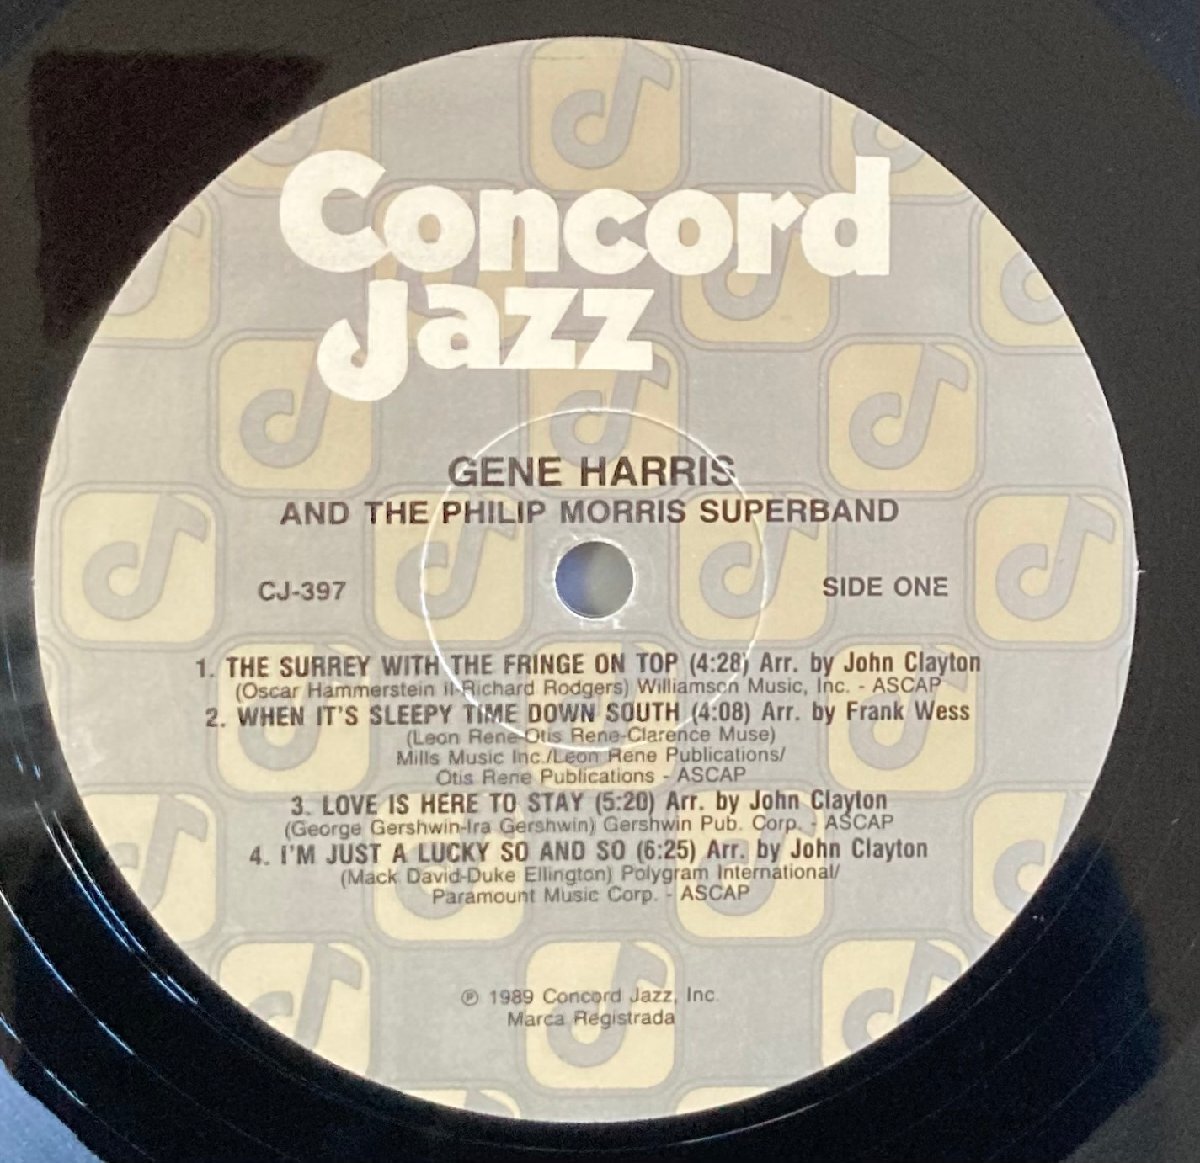 Concord
Jazz
GENE HARRIS
AND THE PHILIP MORRIS SUPERBAND
CJ-397
SIDE ONE
1. THE SURREY WITH THE FRINGE ON TOP (4:28) Arr. by John Clayton
(Oscar Hammerstein II-Richard Rodgers) Williamson Music, Inc. - ASCAP
2. WHEN IT'S SLEEPY TIME DOWN SOUTH (4:08) Arr. by Frank Wess
(Leon Rene-Otis Rene-Clarence Muse)
Mills Music Inc./Leon Rene Publications/
Otis Rene Publications - ASCAP
3. LOVE IS HERE TO STAY (5:20) Arr. by John Clayton
(George Gershwin-Ira Gershwin) Gershwin Pub. Corp. - ASCAP
4. I'M JUST A LUCKY SO AND SO (6:25) Arr. by John Clayton
(Mack David-Duke Ellington) Polygram International/
Paramount Music Corp. - ASCAP
℗ 1989 Concord Jazz, Inc.
Marca Registrada